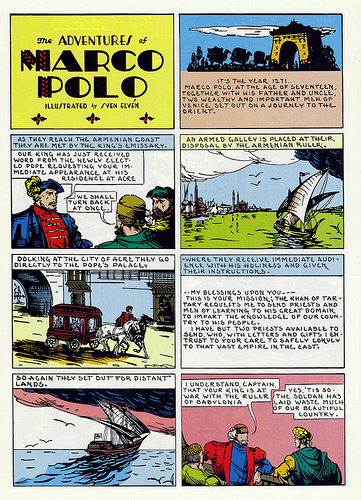 The ADVENTURES of
MARCO
POLO
ILLUSTRATED by SVEN ELVEN
IT'S THE YEAR 1271.
MARCO POLO, AT THE AGE OF SEVENTEEN,
TOGETHER WITH HIS FATHER AND UNCLE,
TWO WEALTHY AND IMPORTANT MEN OF
VENICE, SET OUT ON A JOURNEY TO THE
ORIENT.
AS THEY REACH THE ARMENIAN COAST
THEY ARE MET BY THE KING'S EMISSARY.
OUR KING HAS JUST RECEIVED
WORD FROM THE NEWLY ELECT-
ED POPE REQUESTING YOUR IM-
MEDIATE APPEARANCE AT HIS
RESIDENCE AT ACRE
WE SHALL
TURN BACK
AT ONCE!
AN ARMED GALLEY IS PLACED AT THEIR
DISPOSAL BY THE ARMENIAN RULER.
DOCKING AT THE CITY OF ACRE THEY GO
DIRECTLY TO THE POPE'S PALACE,
-WHERE THEY RECEIVE IMMEDIATE AUDI-
ENCE WITH HIS HOLINESS AND GIVEN
THEIR INSTRUCTIONS.
--MY BLESSINGS UPON YOU---
THIS IS YOUR MISSION, THE KHAN OF TAR-
TARY REQUESTS ME TO SEND PRIESTS AND
MEN OF LEARNING TO HIS GREAT DOMAIN,
TO IMPART THE KNOWLEDGE OF OUR COUN-
TRY TO HIS PEOPLE.
I HAVE BUT TWO PRIESTS AVAILABLE TO
SEND, WHO, WITH LETTERS AND GIFTS I EN-
TRUST TO YOUR CARE TO SAFELY CONVEY
TO THAT VAST EMPIRE IN THE EAST.
SO AGAIN THEY SET OUT FOR DISTANT
LANDS.
I UNDERSTAND, CAPTAIN,
THAT YOUR KING IS AT
WAR WITH THE RULER
OF BABYLONIA.
YES, 'TIS SO-
THE SOLDAN HAS
LAID WASTE MUCH
OF OUR BEAUTIFUL
COUNTRY.